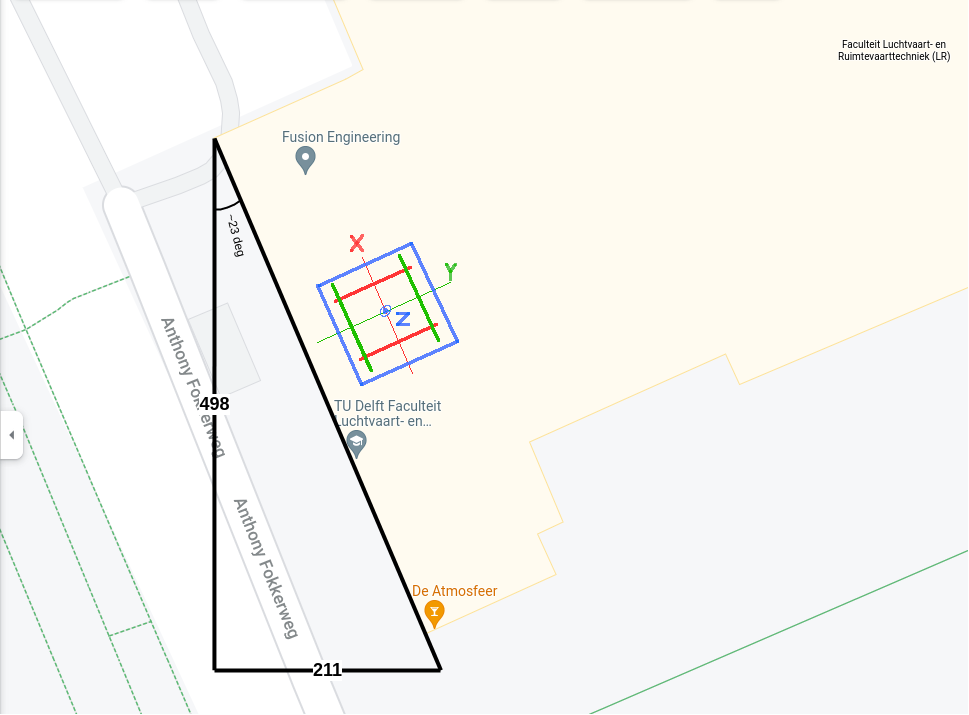 Faculteit Luchtvaart- en
Ruimtevaarttechniek (LR)
Fusion Engineering
~23 deg
X
Y
Z
Anthony Fokkerweg
498
TU Delft Faculteit
Luchtvaart- en...
Anthony Fokkerweg
De Atmosfeer
211